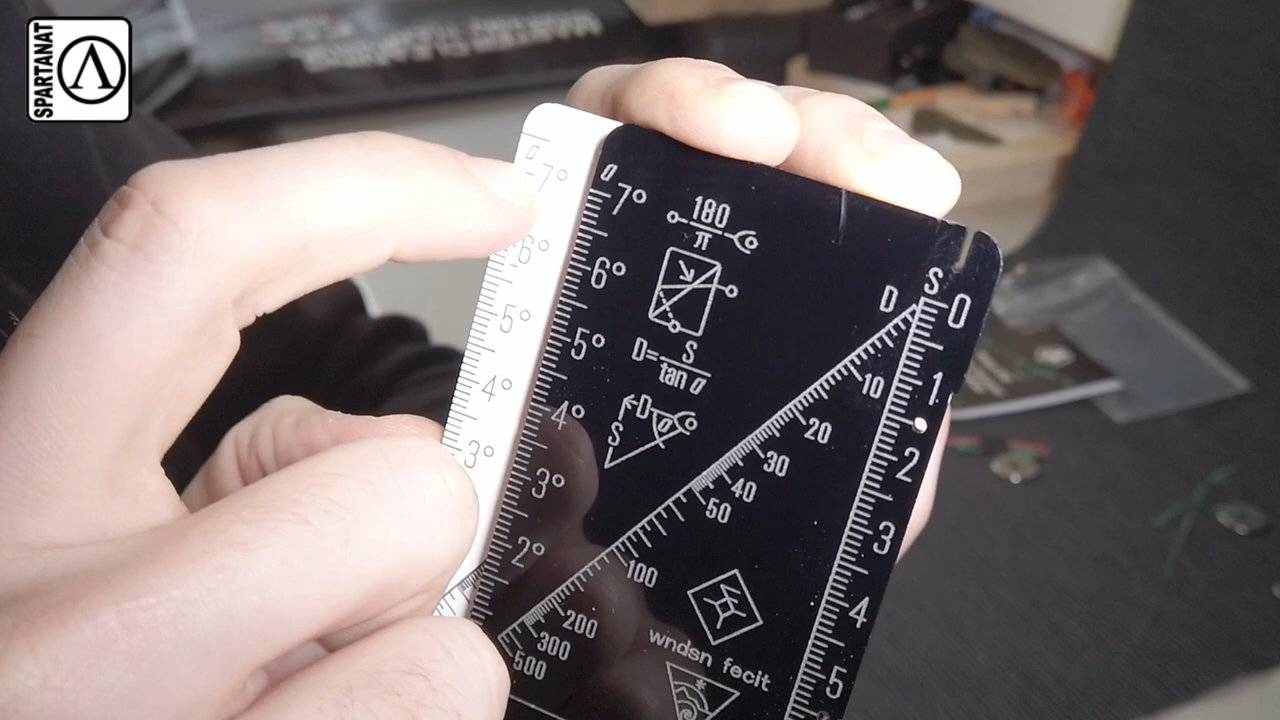 SPARTANAT
α
7°
6°
5°
4°
3°
α
7°
6°
5°
4°
3°
2°
180
π
D=S
tan α
D
α
S
D
10
20
30
40
50
100
200
300
500
S
0
1
2
3
4
5
wndsn fecit